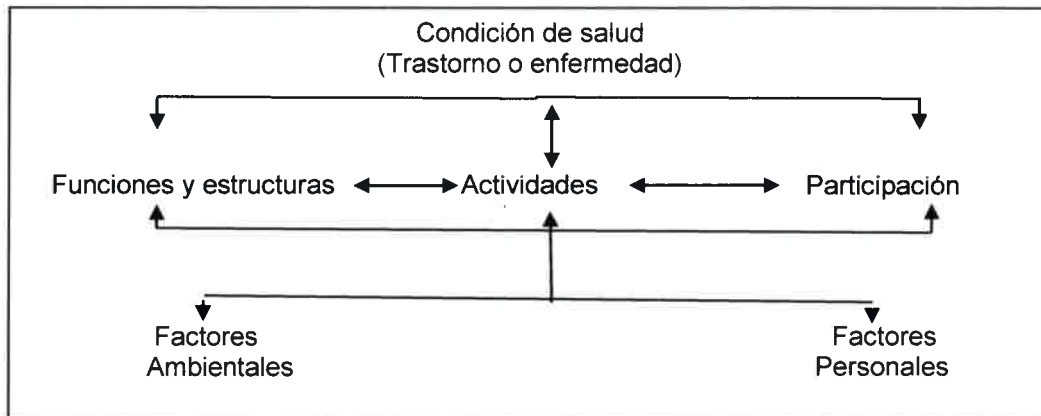 Condición de salud
(Trastorno o enfermedad)
Funciones y estructuras Actividades Participación
Factores Factores
Ambientales Personales